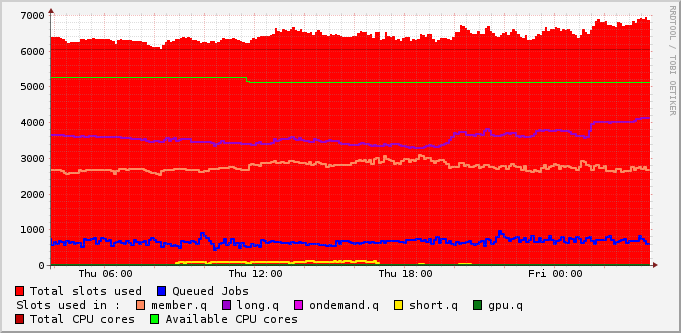 7000
6000
5000
4000
3000
2000
1000
0
Thu 06:00 Thu 12:00 Thu 18:00 Fri 00:00
RRDTOOL / TOBI OETIKER
Total slots used Queued Jobs
Slots used in : member.q long.q ondemand.q short.q gpu.q
Total CPU cores Available CPU cores